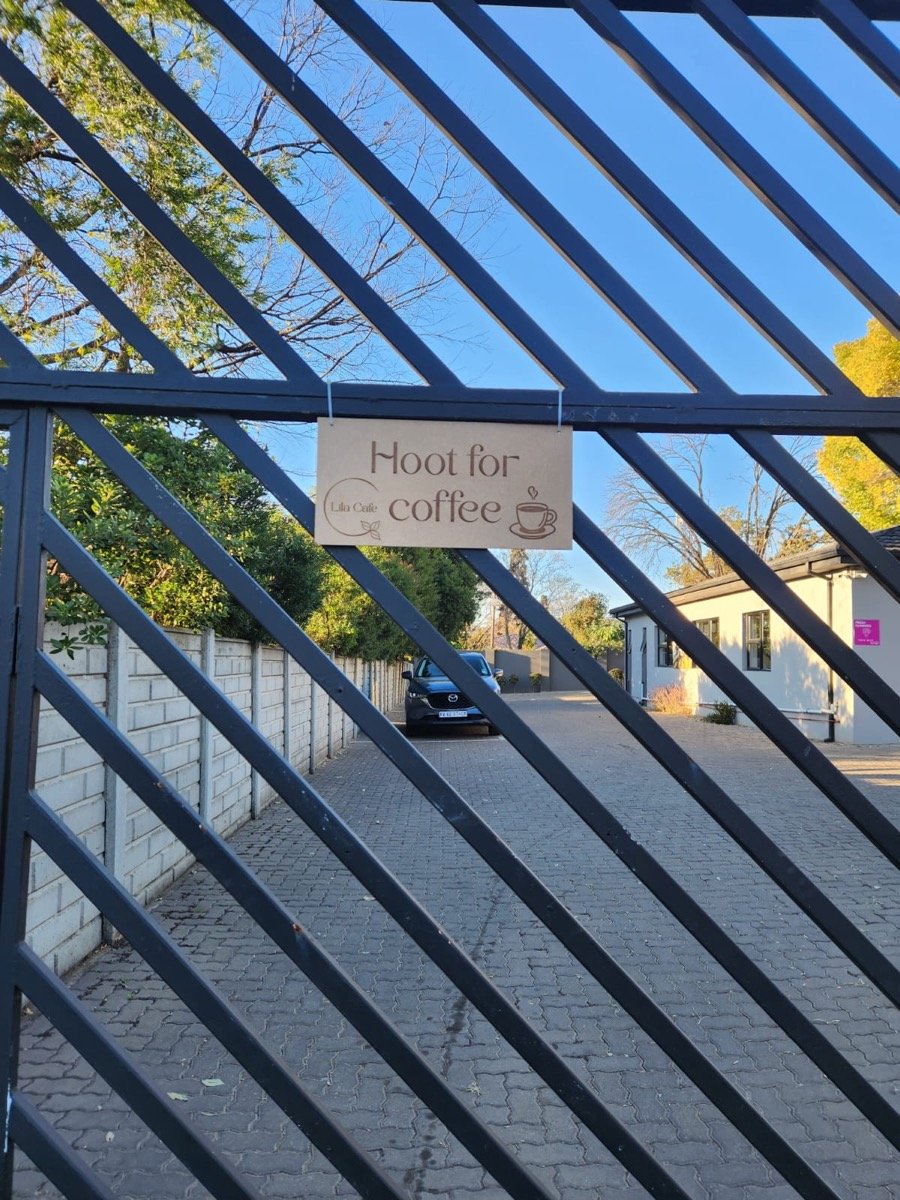 Hoot for
coffee
Lila Café